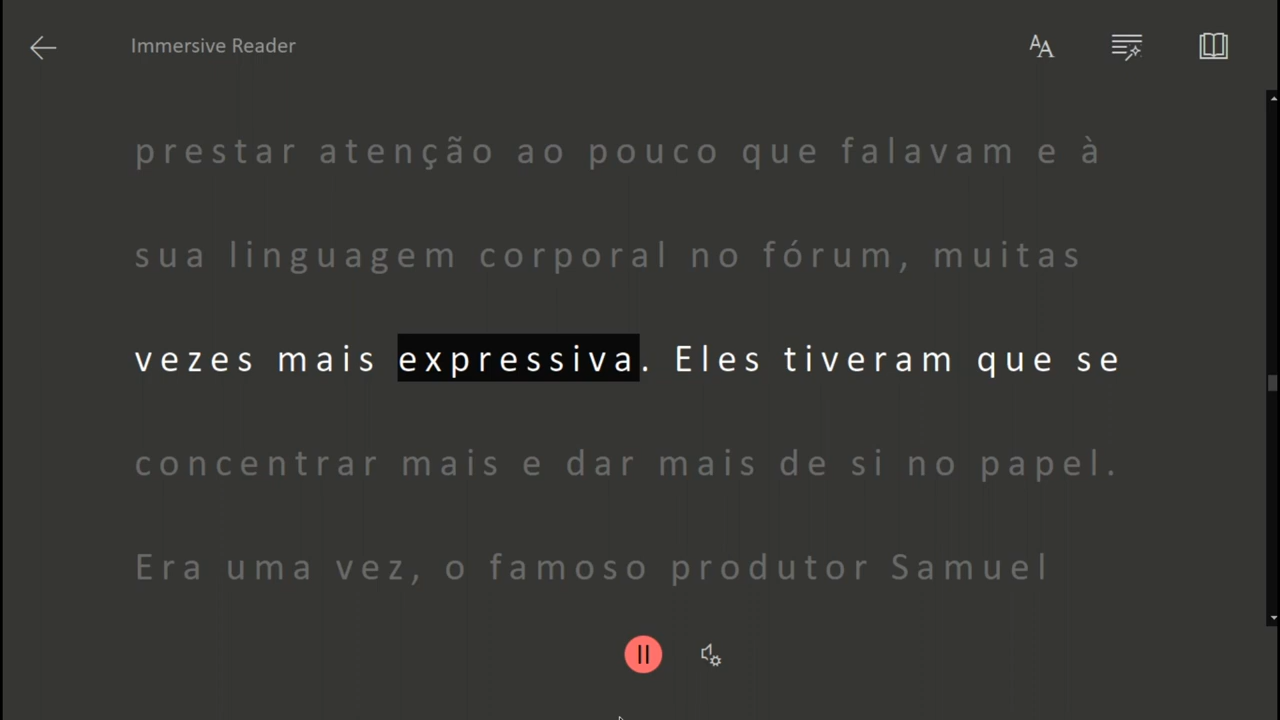 Immersive Reader
prestar atenção ao pouco que falavam e à
sua linguagem corporal no fórum, muitas
vezes mais expressiva. Eles tiveram que se
concentrar mais e dar mais de si no papel.
Era uma vez, o famoso produtor Samuel